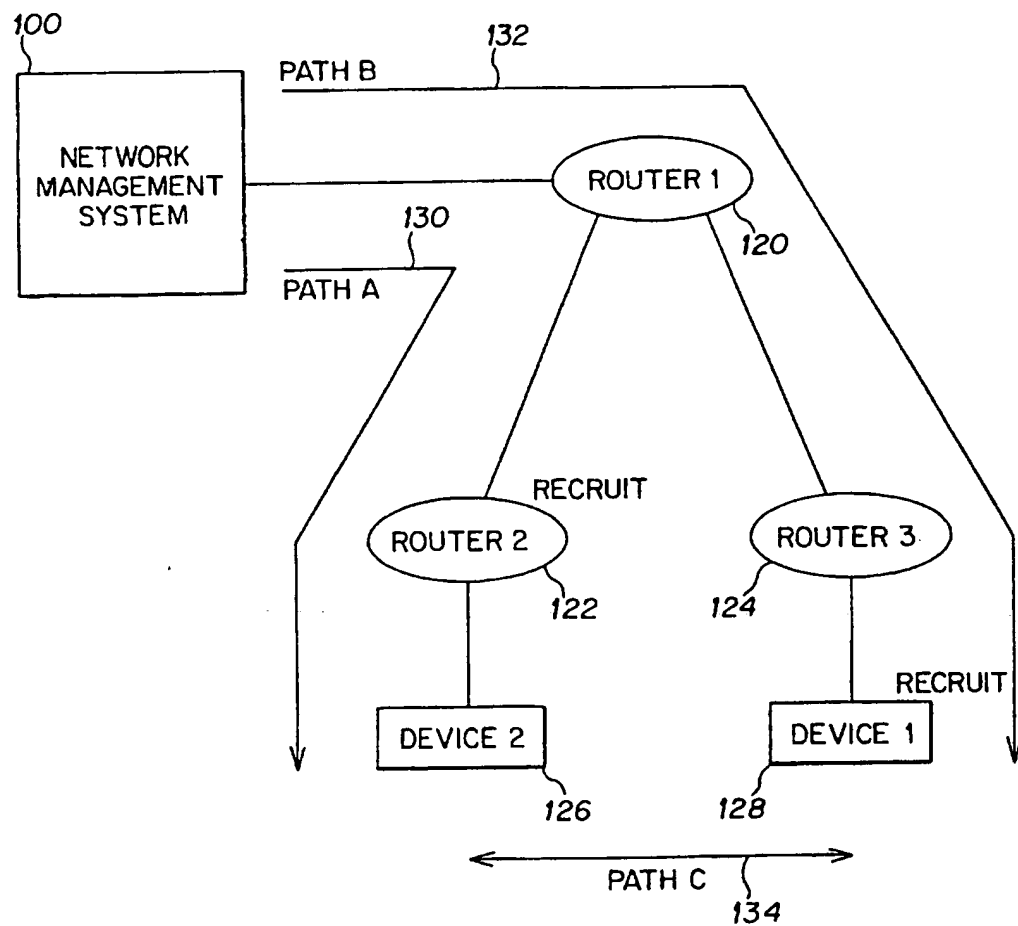 100
132
PATH B
NETWORK
MANAGEMENT
SYSTEM
ROUTER 1
120
130
PATH A
RECRUIT
ROUTER 2
ROUTER 3
122
124
RECRUIT
DEVICE 2
DEVICE 1
126
128
PATH C
134